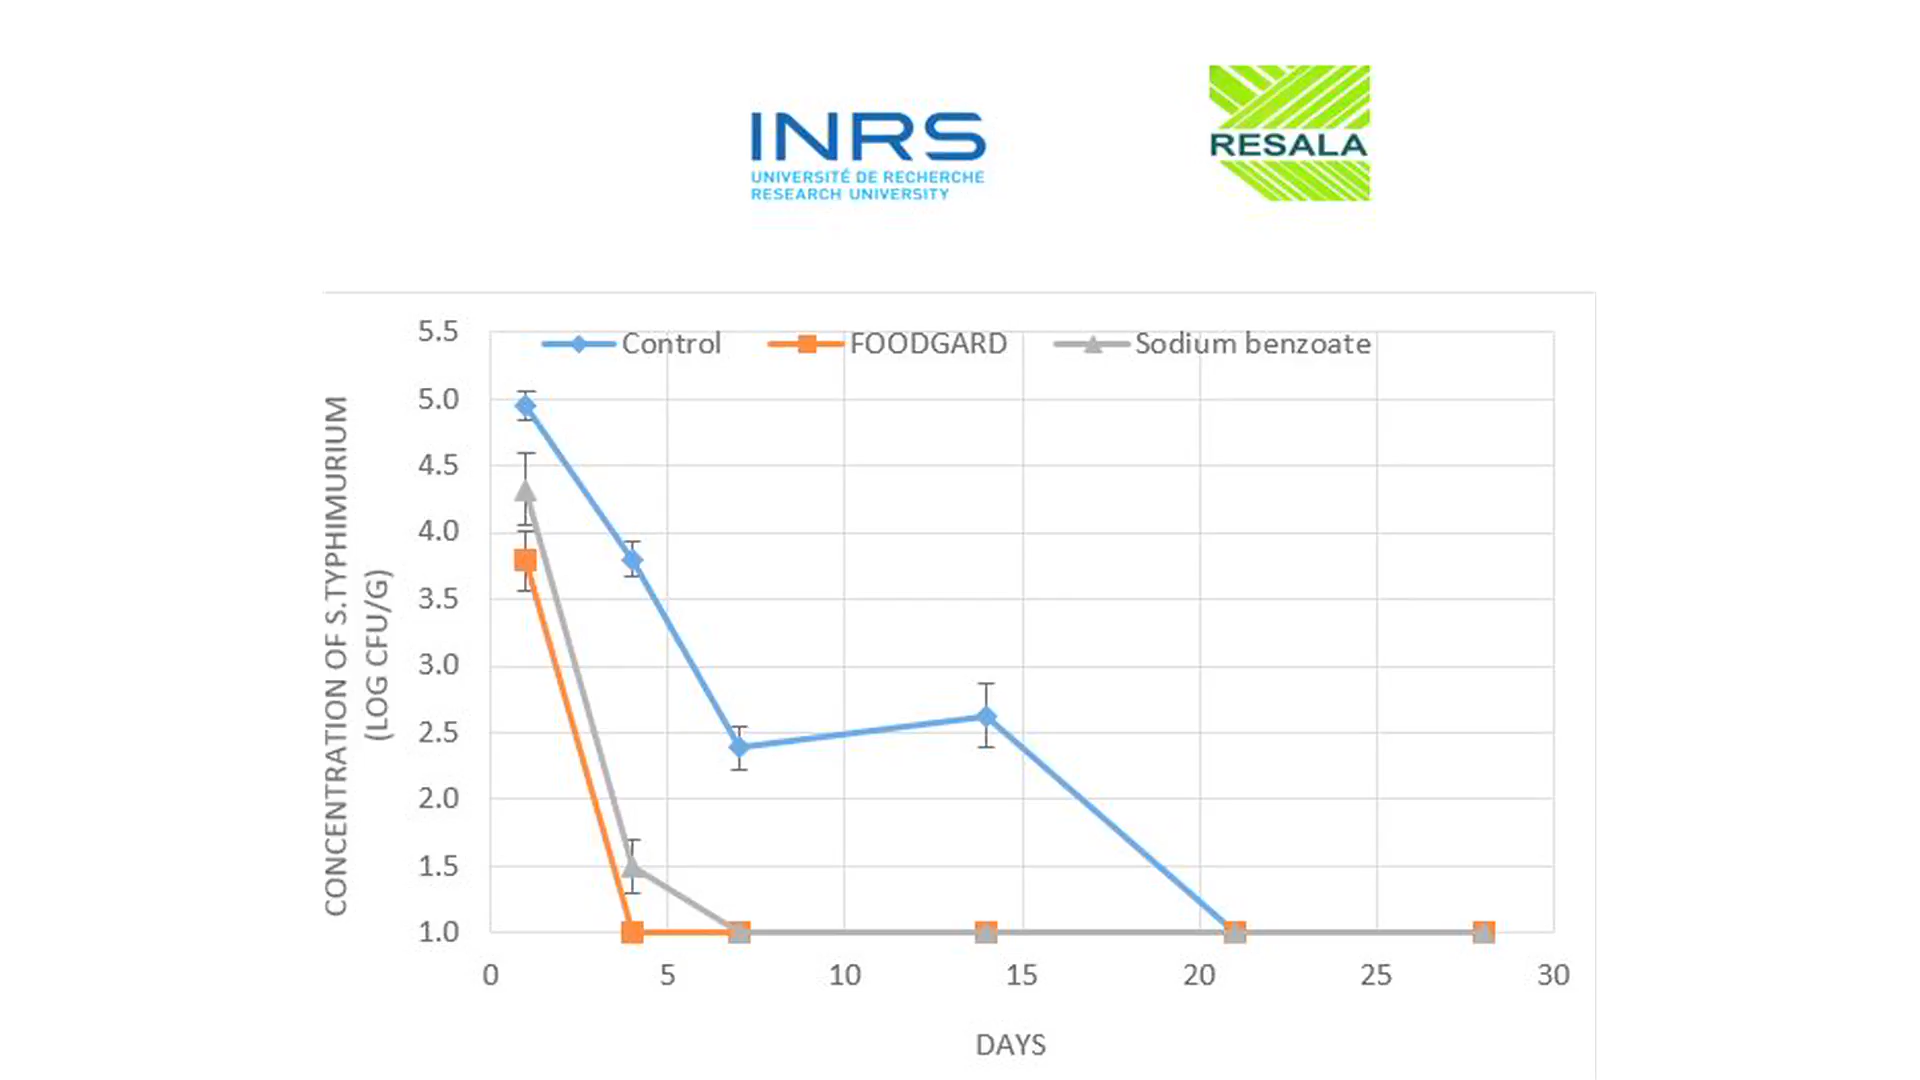 INRS
UNIVERSITÉ DE RECHERCHE
RESEARCH UNIVERSITY
RESALA
Control
FOODGARD
Sodium benzoate
CONCENTRATION OF S.TYPHIMURIUM
(LOG CFU/G)
5.5
5.0
4.5
4.0
3.5
3.0
2.5
2.0
1.5
1.0
0 5 10 15 20 25 30
DAYS